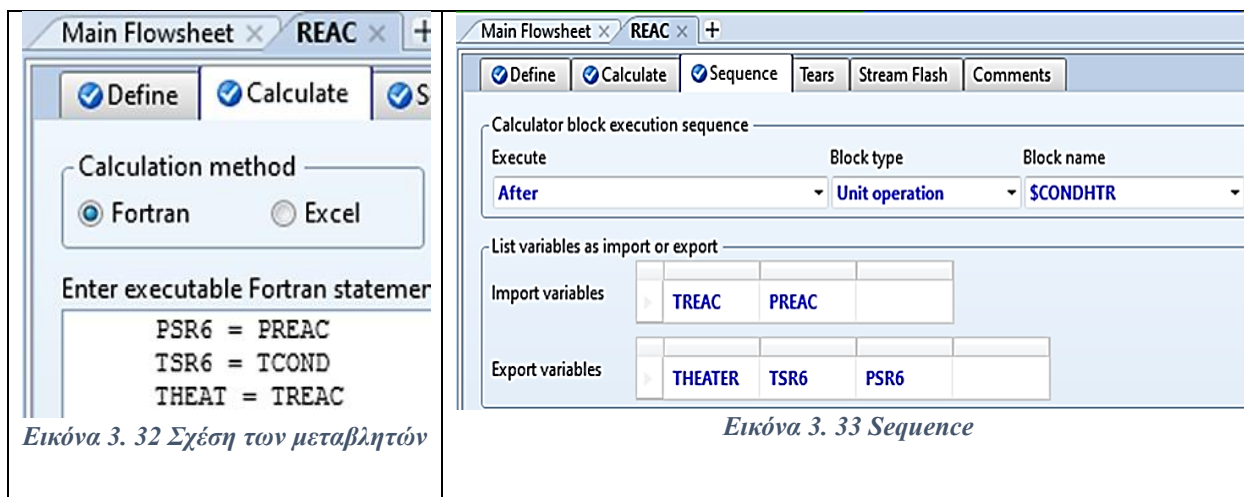 Main Flowsheet REAC +
Define Calculate S
Calculation method
Fortran Excel
Enter executable Fortran statemen
PSR6 = PREAC
TSR6 = TCOND
THEAT = TREAC
Εικόνα 3. 32 Σχέση των μεταβλητών
Main Flowsheet REAC +
Define Calculate Sequence Tears Stream Flash Comments
Calculator block execution sequence
Execute Block type Block name
After Unit operation $CONDHTR
List variables as import or export
Import variables TREAC PREAC
Export variables THEATER TSR6 PSR6
Εικόνα 3. 33 Sequence